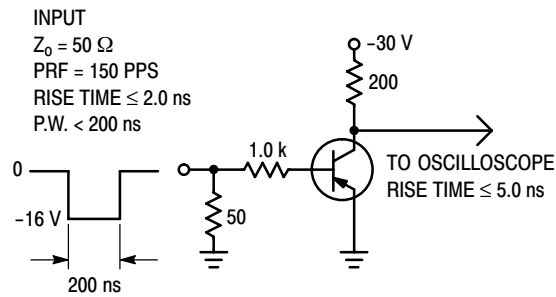 INPUT
Zo = 50 Ω
PRF = 150 PPS
RISE TIME ≤ 2.0 ns
P.W. < 200 ns
−30 V
200
1.0 k
TO OSCILLOSCOPE
RISE TIME ≤ 5.0 ns
0
50
−16 V
200 ns